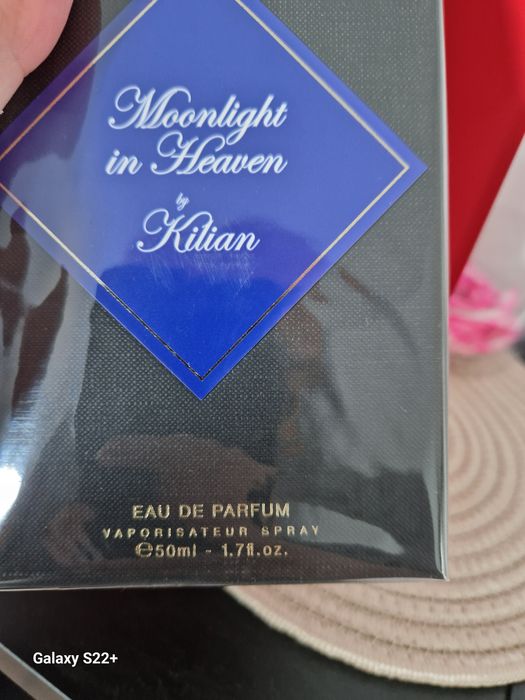 Moonlight
in Heaven
by
Kilian
EAU DE PARFUM
VAPORISATEUR SPRAY
℮50ml - 1.7fl.oz.
Galaxy S22+